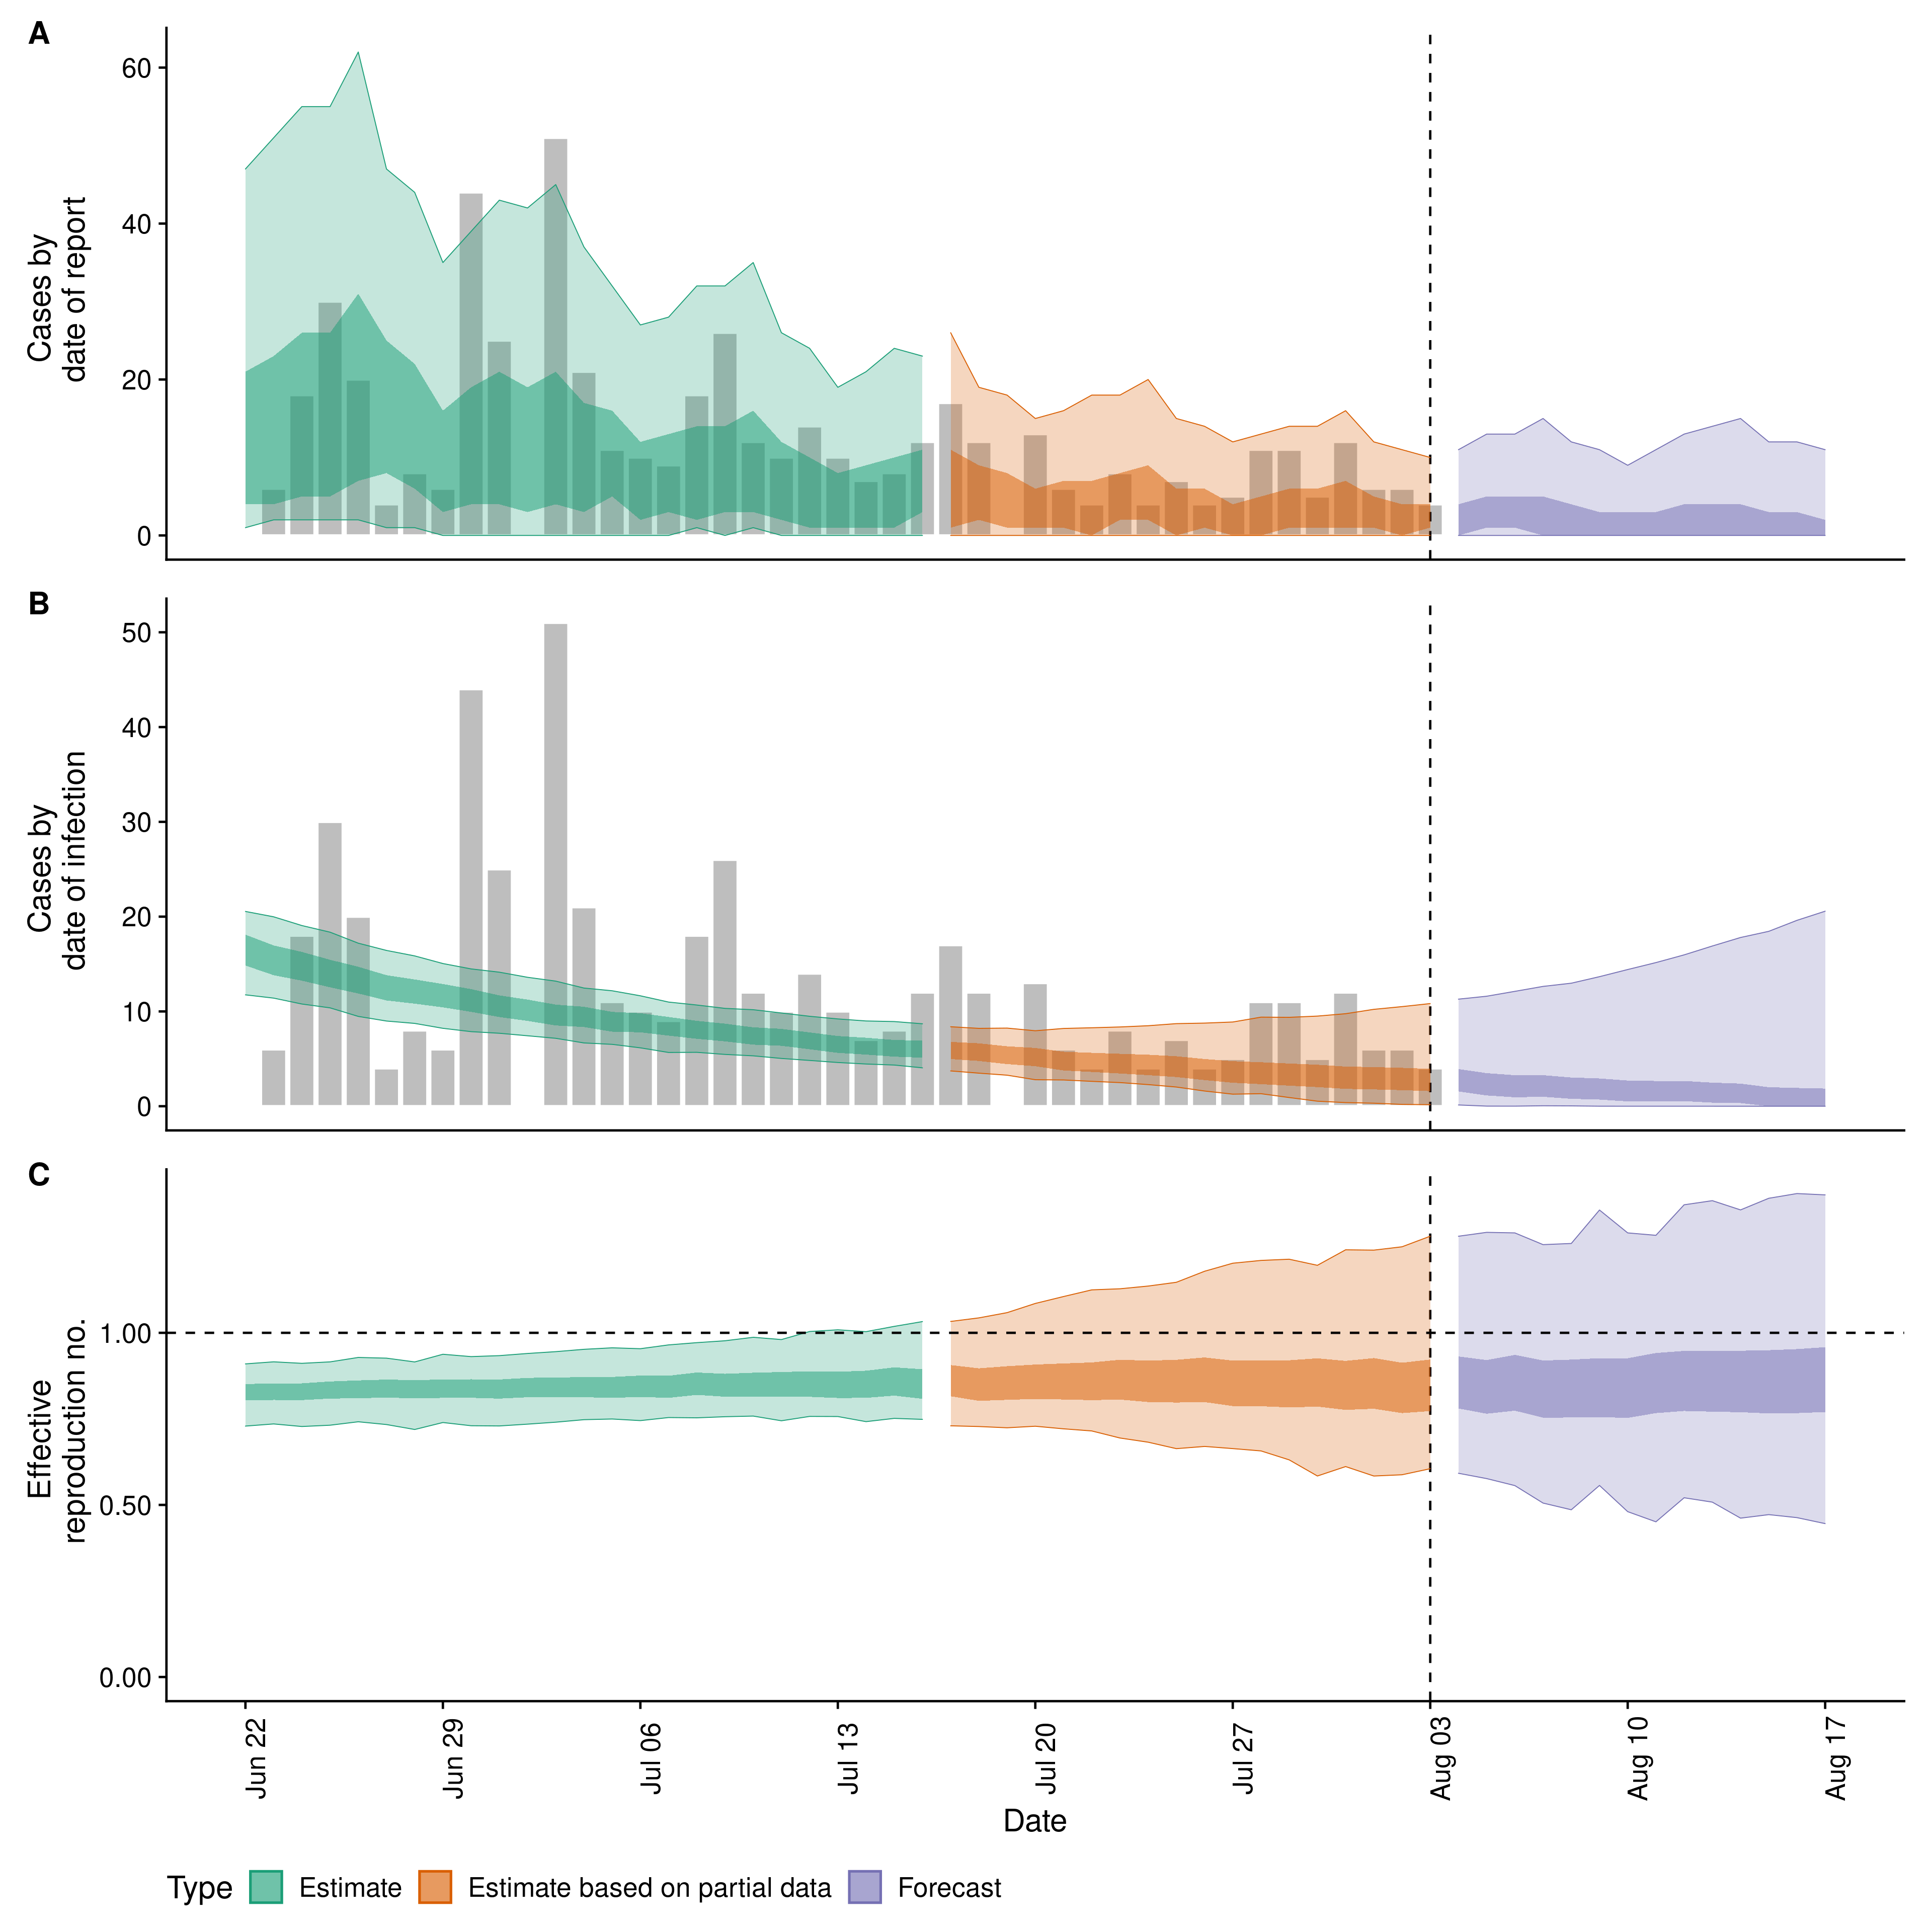 A
Cases by
date of report
60
40
20
0
B
Cases by
date of infection
50
40
30
20
10
0
C
Effective
reproduction no.
1.00
0.50
0.00
Jun 22
Jun 29
Jul 06
Jul 13
Jul 20
Jul 27
Aug 03
Aug 10
Aug 17
Date
Type Estimate Estimate based on partial data Forecast